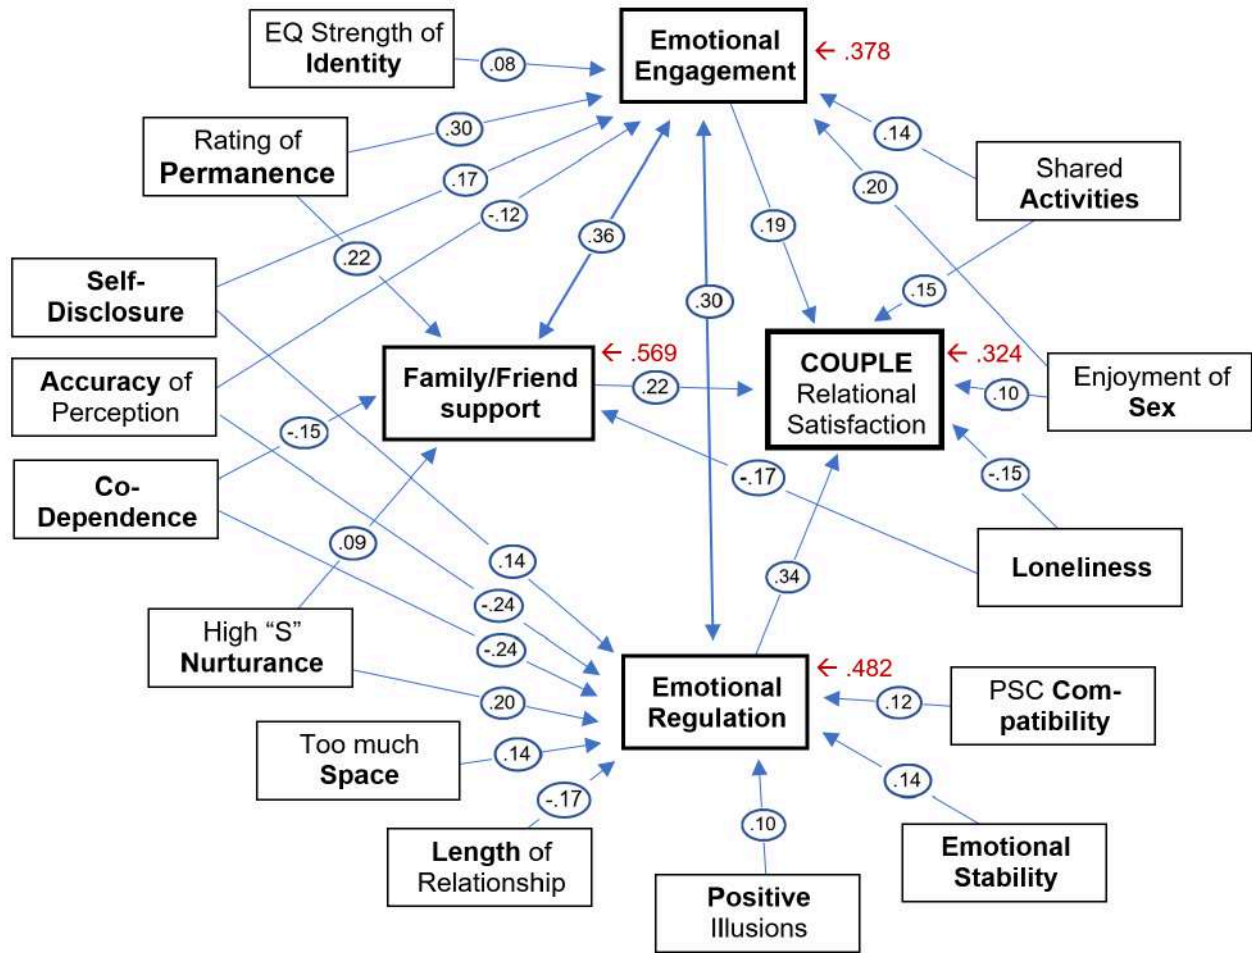 EQ Strength of
Identity
.08
Emotional
Engagement
← .378
Rating of
Permanence
.30
.17
-.12
.14
.20
Shared
Activities
.22
.36
.19
.30
.15
Self-
Disclosure
Accuracy of
Perception
Family/Friend
support
← .569
.22
COUPLE
Relational
Satisfaction
← .324
.10
Enjoyment of
Sex
-.15
Co-
Dependence
-.17
-.15
Loneliness
.09
.14
.34
-.24
-.24
High “S”
Nurturance
.20
Emotional
Regulation
← .482
.12
PSC Com-
patibility
Too much
Space
.14
-.17
.14
.10
Length of
Relationship
Positive
Illusions
Emotional
Stability